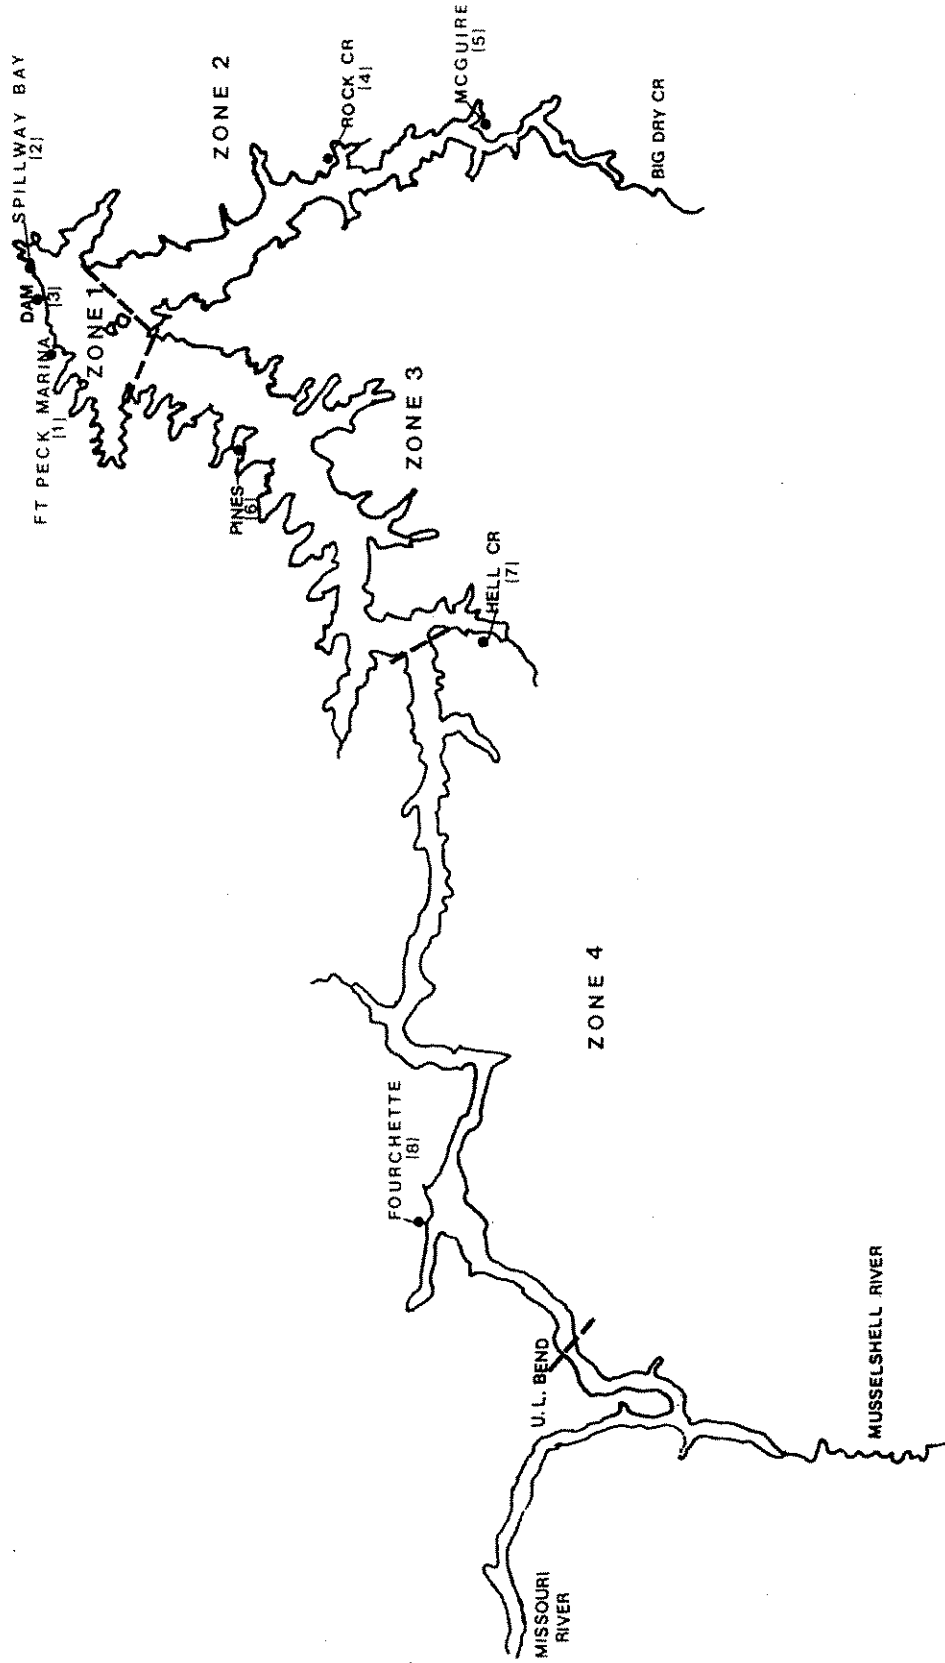 FT PECK MARINA
[1]
DAM
[3]
SPILLWAY BAY
[2]
ZONE 1
ZONE 2
ROCK CR
[4]
MCGUIRE
[5]
BIG DRY CR
PINES
[6]
ZONE 3
HELL CR
[7]
ZONE 4
FOURCHETTE
[8]
U.L. BEND
MISSOURI
RIVER
MUSSELSHELL RIVER